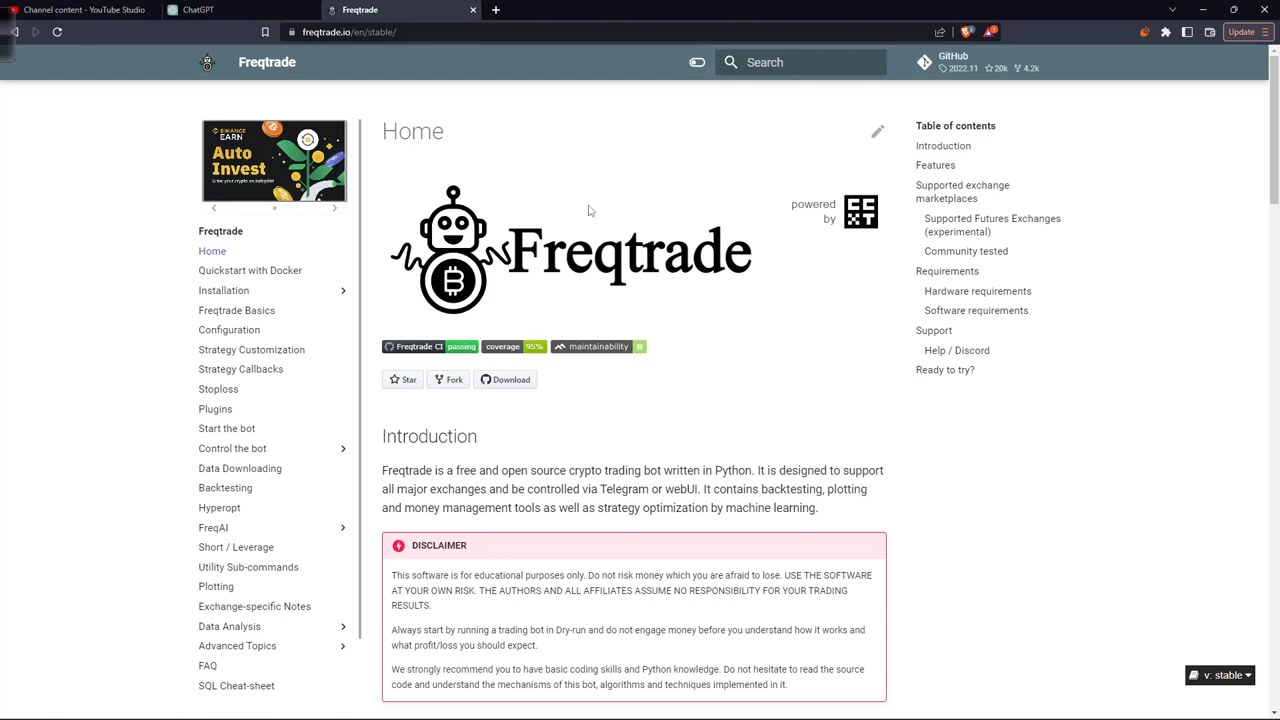 Channel content - YouTube Studio
ChatGPT
Freqtrade
freqtrade.io/en/stable/
Update
Freqtrade
Search
GitHub
2022.11 20k 4.2k
BINANCE
EARN
Auto
Invest
Grow your crypto on autopilot
Freqtrade
Home
Quickstart with Docker
Installation
Freqtrade Basics
Configuration
Strategy Customization
Strategy Callbacks
Stoploss
Plugins
Start the bot
Control the bot
Data Downloading
Backtesting
Hyperopt
FreqAI
Short / Leverage
Utility Sub-commands
Plotting
Exchange-specific Notes
Data Analysis
Advanced Topics
FAQ
SQL Cheat-sheet
Home
Freqtrade
powered
by
CCXT
Freqtrade CI passing coverage 95% maintainability B
Star Fork Download
Introduction
Freqtrade is a free and open source crypto trading bot written in Python. It is designed to support
all major exchanges and be controlled via Telegram or webUI. It contains backtesting, plotting
and money management tools as well as strategy optimization by machine learning.
DISCLAIMER
This software is for educational purposes only. Do not risk money which you are afraid to lose. USE THE SOFTWARE
AT YOUR OWN RISK. THE AUTHORS AND ALL AFFILIATES ASSUME NO RESPONSIBILITY FOR YOUR TRADING
RESULTS.
Always start by running a trading bot in Dry-run and do not engage money before you understand how it works and
what profit/loss you should expect.
We strongly recommend you to have basic coding skills and Python knowledge. Do not hesitate to read the source
code and understand the mechanisms of this bot, algorithms and techniques implemented in it.
Table of contents
Introduction
Features
Supported exchange
marketplaces
Supported Futures Exchanges
(experimental)
Community tested
Requirements
Hardware requirements
Software requirements
Support
Help / Discord
Ready to try?
v: stable